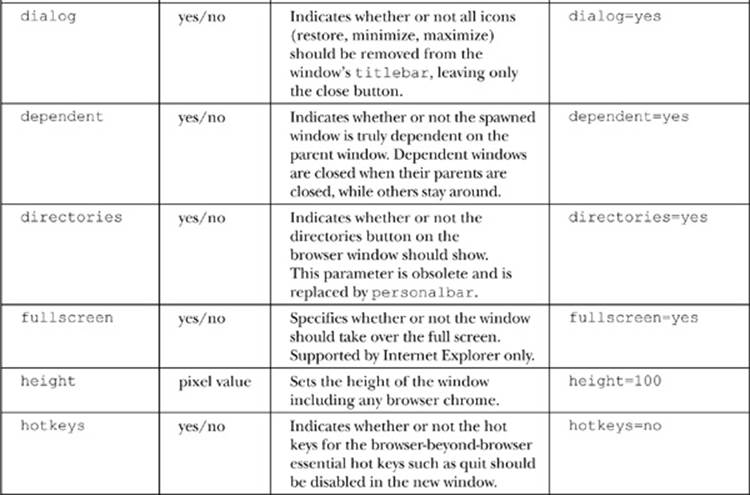 dialog yes/no Indicates whether or not all icons dialog=yes
(restore, minimize, maximize)
should be removed from the
window's titlebar, leaving only
the close button.
dependent yes/no Indicates whether or not the spawned dependent=yes
window is truly dependent on the
parent window. Dependent windows
are closed when their parents are
closed, while others stay around.
directories yes/no Indicates whether or not the directories=yes
directories button on the
browser window should show.
This parameter is obsolete and is
replaced by personalbar.
fullscreen yes/no Specifies whether or not the window fullscreen=yes
should take over the full screen.
Supported by Internet Explorer only.
height pixel value Sets the height of the window height=100
including any browser chrome.
hotkeys yes/no Indicates whether or not the hot hotkeys=no
keys for the browser-beyond-browser
essential hot keys such as quit should
be disabled in the new window.